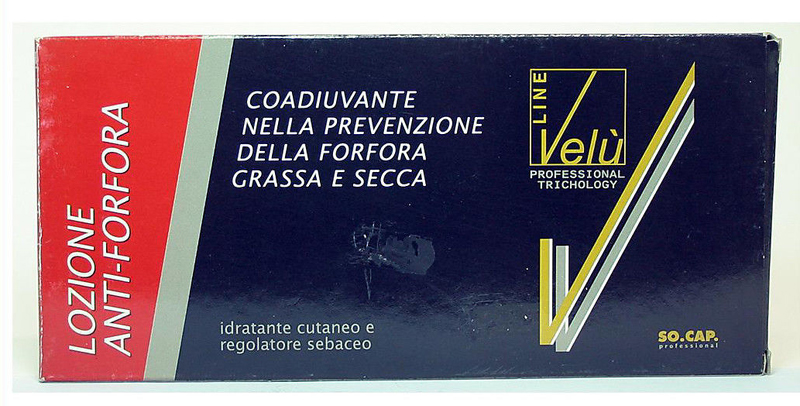 LOZIONE
ANTI-FORFORA
COADIUVANTE
NELLA PREVENZIONE
DELLA FORFORA
GRASSA E SECCA
idratante cutaneo e
regolatore sebaceo
LINE
Velù
PROFESSIONAL
TRICHOLOGY
SO.CAP.
professional